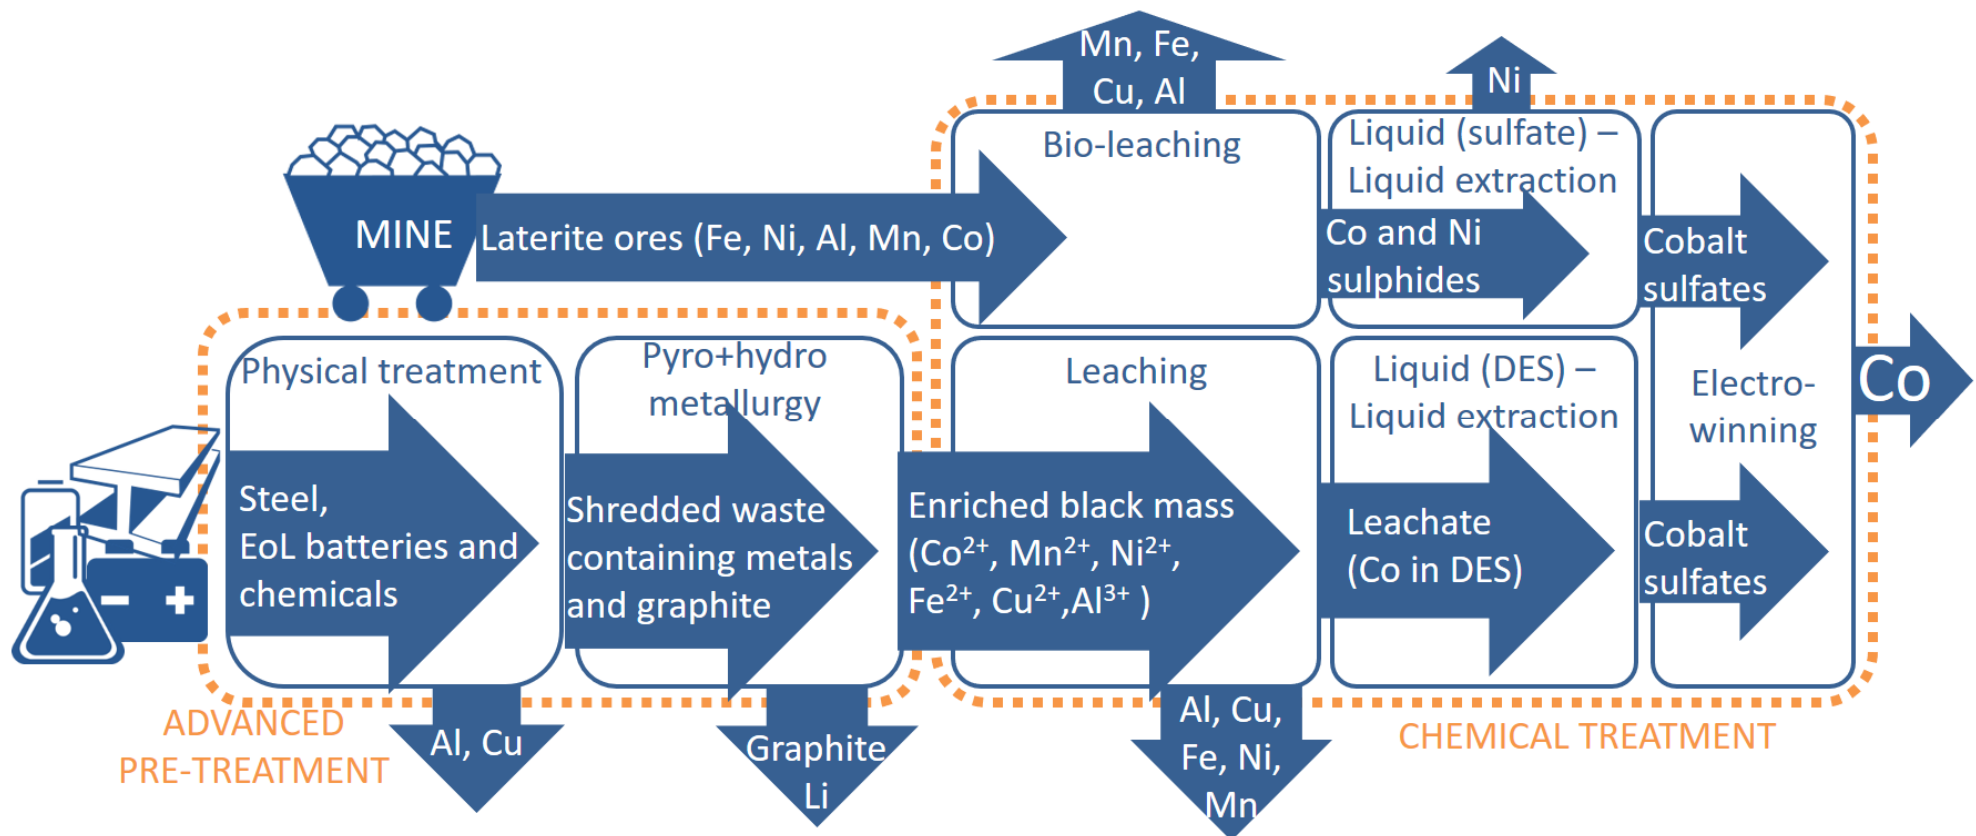 Mn, Fe,
Cu, Al
Ni
Bio-leaching
Liquid (sulfate) –
Liquid extraction
MINE
Laterite ores (Fe, Ni, Al, Mn, Co)
Co and Ni
sulphides
Cobalt
sulfates
Physical treatment
Pyro+hydro
metallurgy
Leaching
Liquid (DES) –
Liquid extraction
Electro-
winning
Co
Steel,
EoL batteries and
chemicals
Shredded waste
containing metals
and graphite
Enriched black mass
(Co²⁺, Mn²⁺, Ni²⁺,
Fe²⁺, Cu²⁺,Al³⁺ )
Leachate
(Co in DES)
Cobalt
sulfates
ADVANCED
PRE-TREATMENT
Al, Cu
Graphite
Li
Al, Cu,
Fe, Ni,
Mn
CHEMICAL TREATMENT